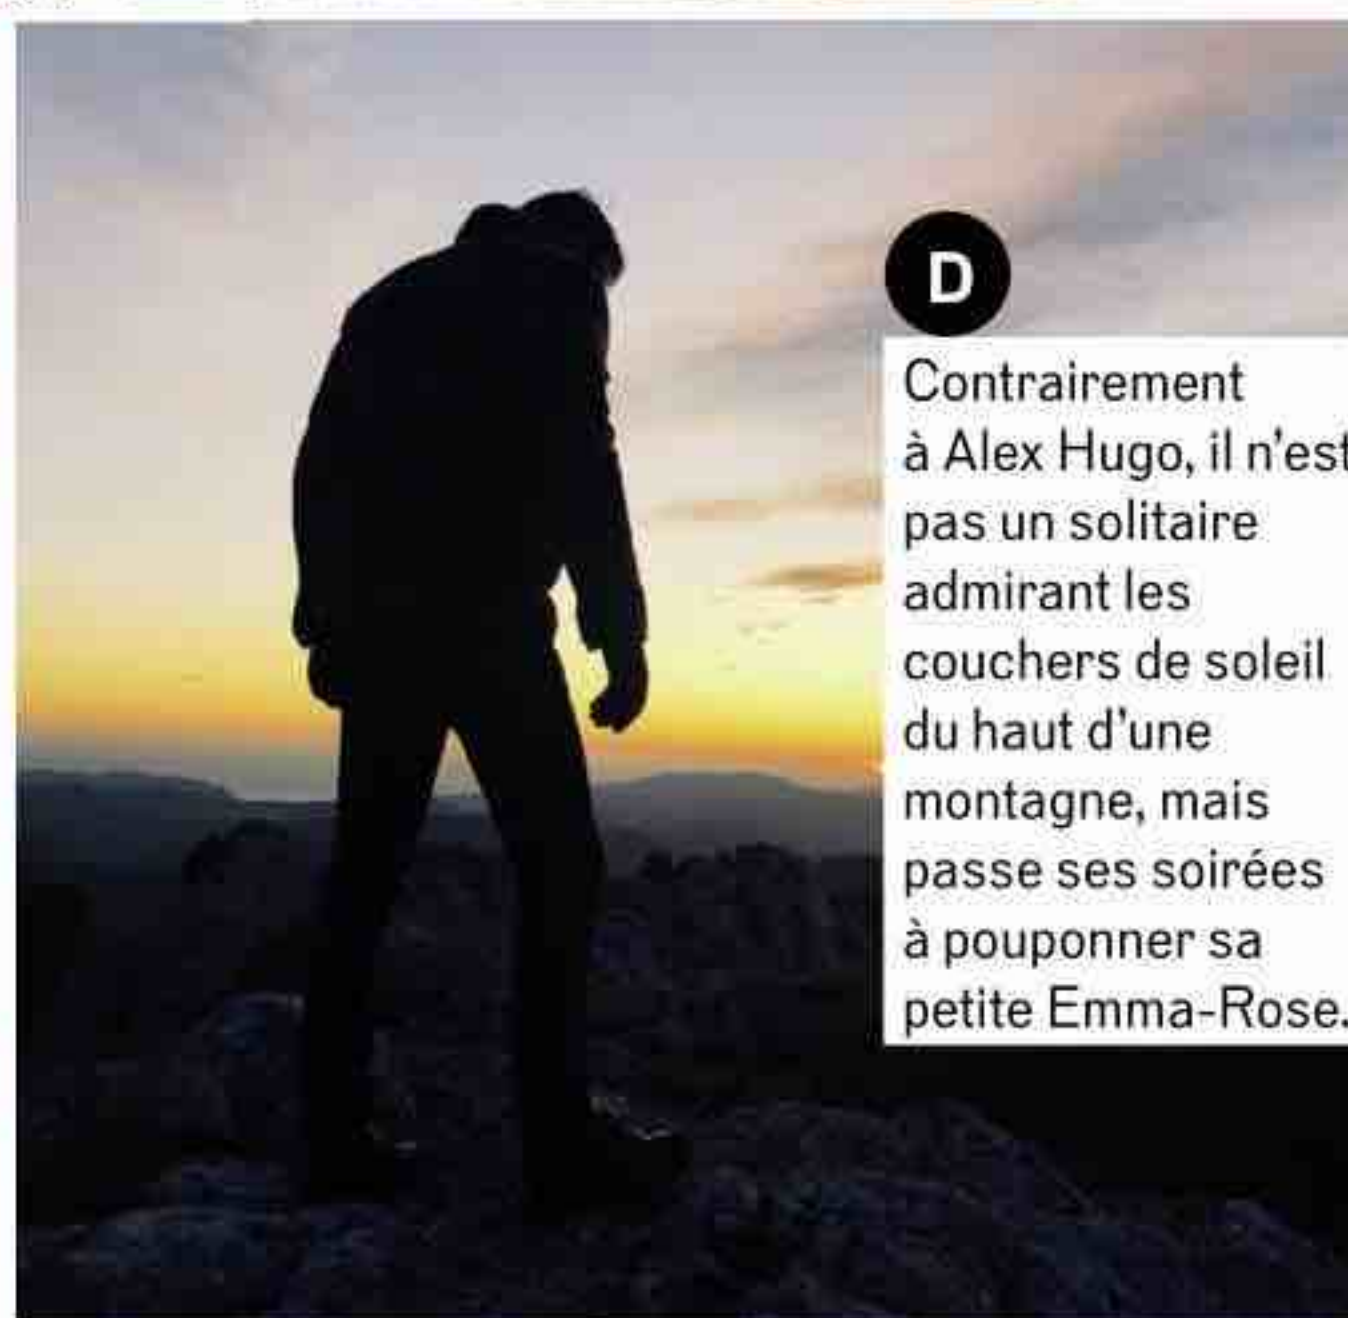 D
Contrairement
à Alex Hugo, il n'est
pas un solitaire
admirant les
couchers de soleil
du haut d'une
montagne, mais
passe ses soirées
à pouponner sa
petite Emma-Rose.